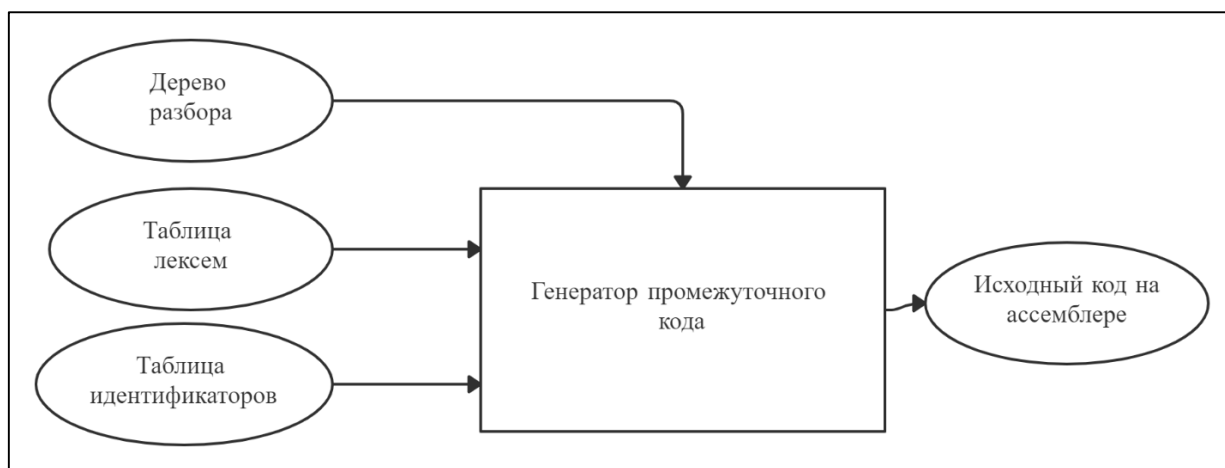 Дерево
разбора
Таблица
лексем
Таблица
идентификаторов
Генератор промежуточного
кода
Исходный код на
ассемблере